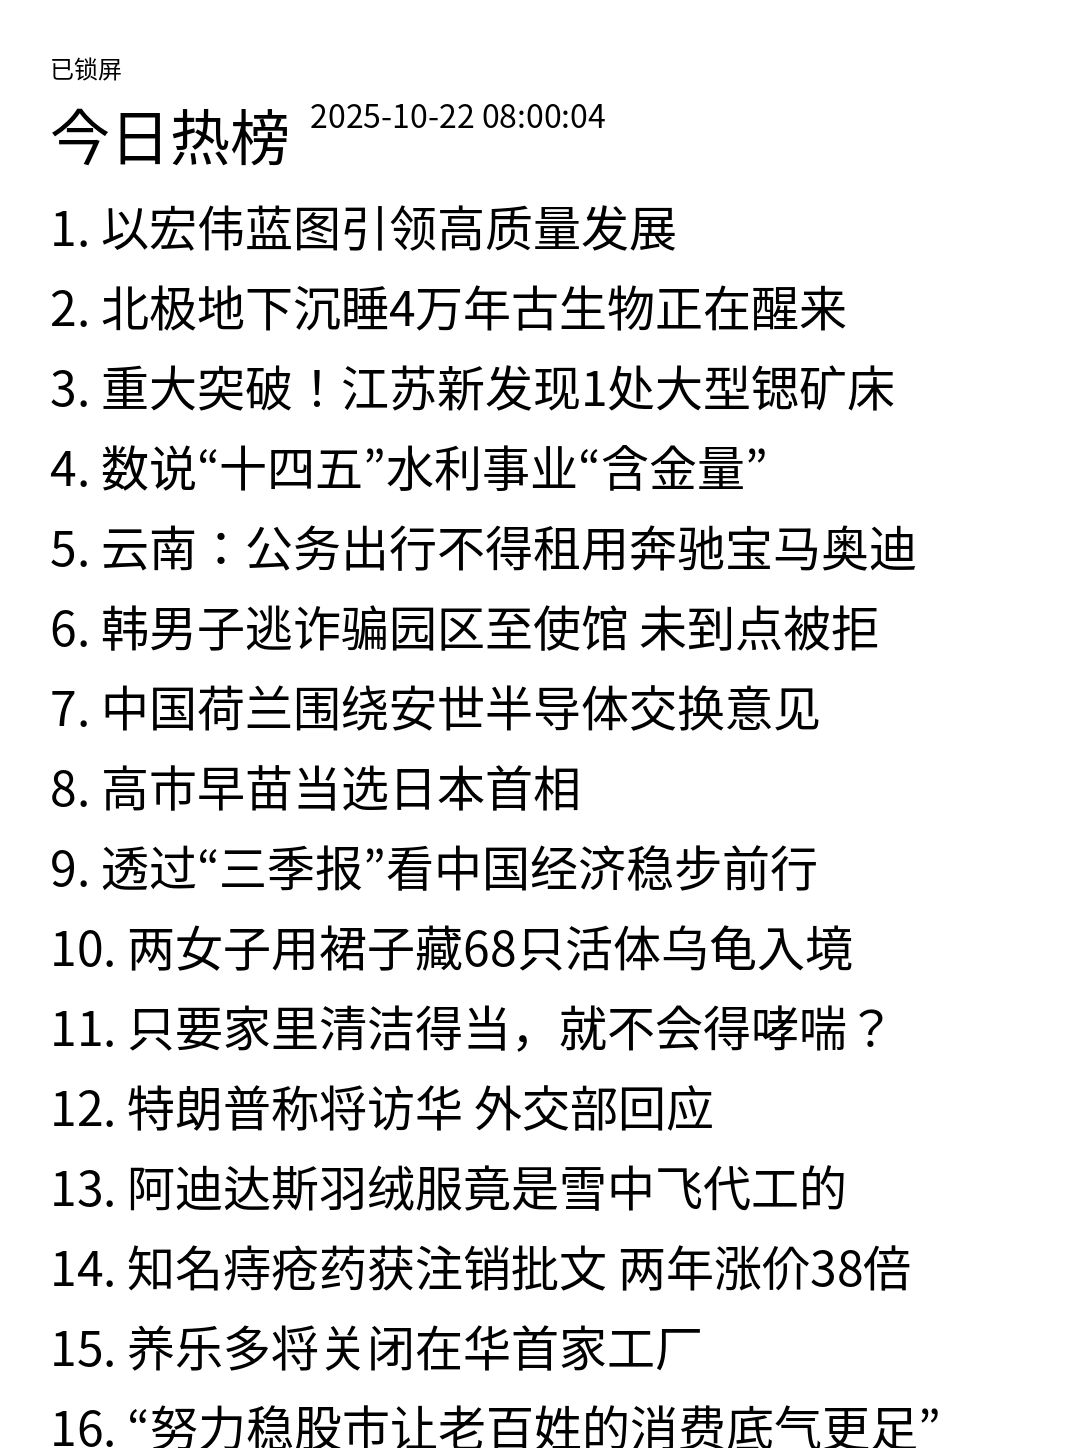 已锁屏
今日热榜 2025-10-22 08:00:04
1. 以宏伟蓝图引领高质量发展
2. 北极地下沉睡4万年古生物正在醒来
3. 重大突破！江苏新发现1处大型锶矿床
4. 数说“十四五”水利事业“含金量”
5. 云南：公务出行不得租用奔驰宝马奥迪
6. 韩男子逃诈骗园区至使馆 未到点被拒
7. 中国荷兰围绕安世半导体交换意见
8. 高市早苗当选日本首相
9. 透过“三季报”看中国经济稳步前行
10. 两女子用裙子藏68只活体乌龟入境
11. 只要家里清洁得当，就不会得哮喘？
12. 特朗普称将访华 外交部回应
13. 阿迪达斯羽绒服竟是雪中飞代工的
14. 知名痔疮药获注销批文 两年涨价38倍
15. 养乐多将关闭在华首家工厂
16. “努力稳股市让老百姓的消费底气更足”